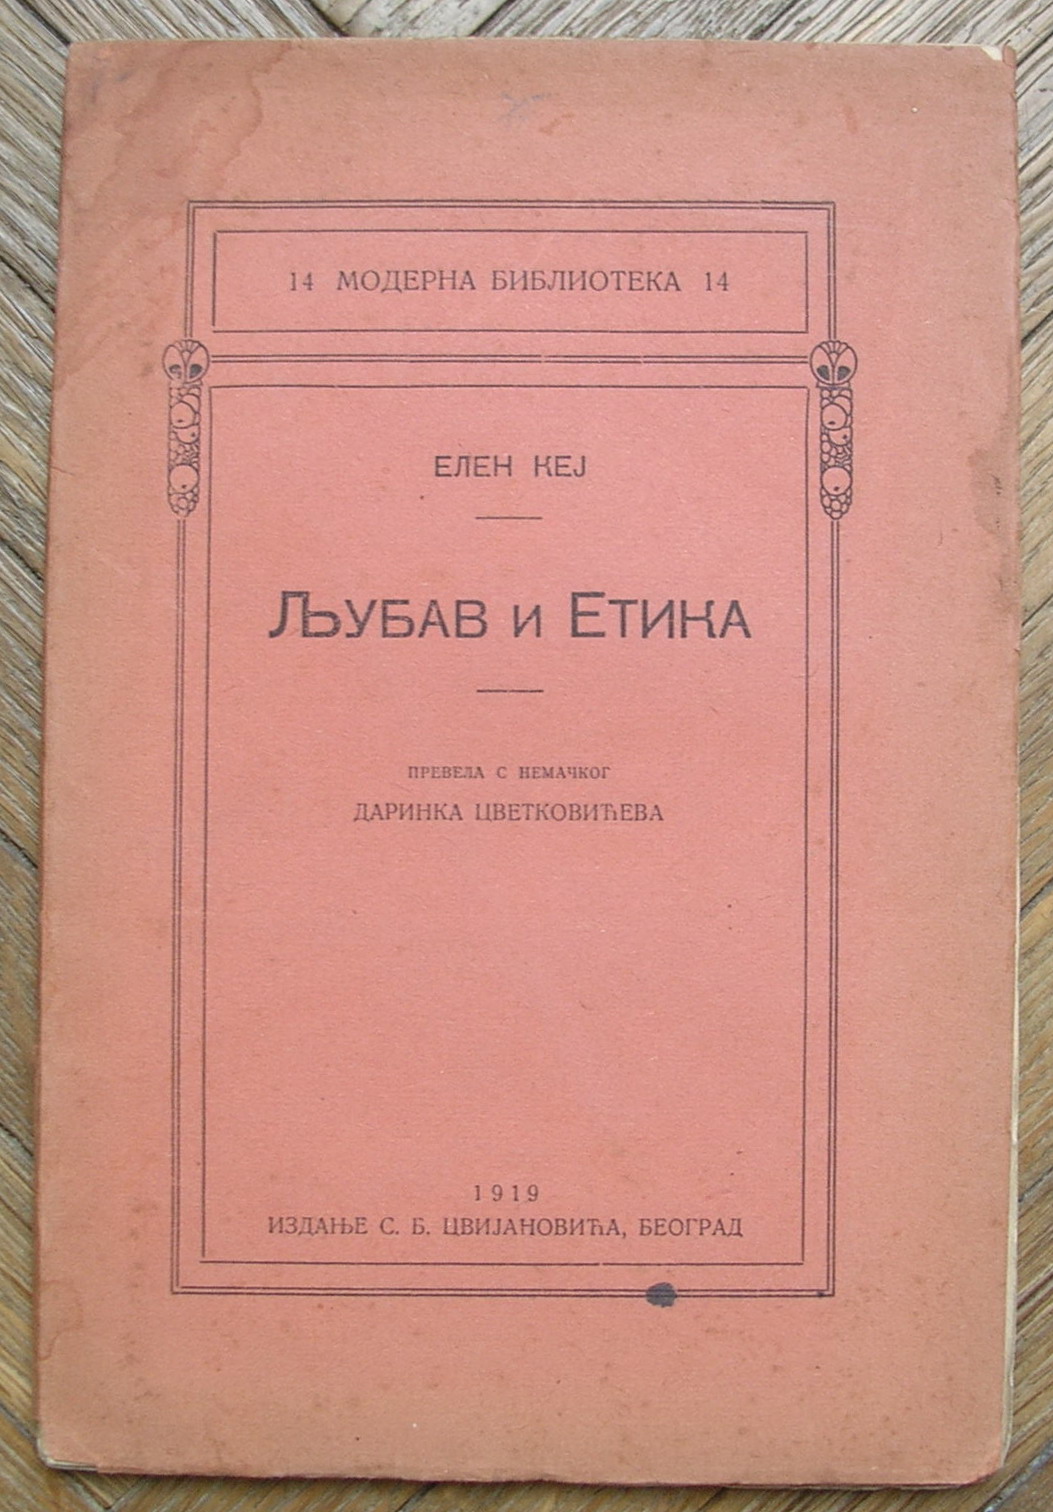 14 МОДЕРНА БИБЛИОТЕКА 14
ЕЛЕН КЕЈ
ЉУБАВ И ЕТИКА
ПРЕВЕЛА С НЕМАЧКОГ
ДАРИНКА ЦВЕТКОВИЋЕВА
1919
ИЗДАЊЕ С. Б. ЦВИЈАНОВИЋА, БЕОГРАД